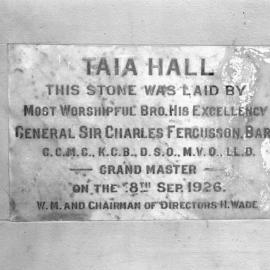 TAIA HALL
THIS STONE WAS LAID BY
MOST WORSHIPFUL BRO. HIS EXCELLENCY
GENERAL SIR CHARLES FERGUSSON, BAR
G.C.M.G., K.C.B., D.S.O., M.V.O., LL.D.
GRAND MASTER
ON THE 8TH SEP. 1926.
W.M. AND CHAIRMAN OF DIRECTORS H. WADE